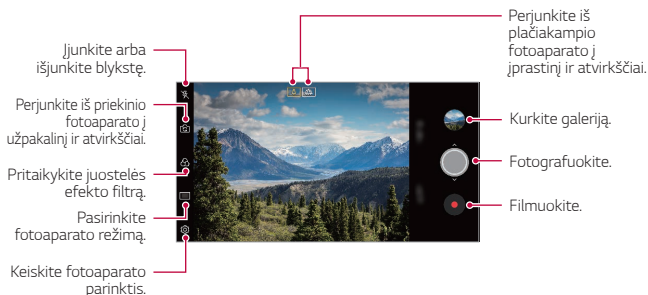 Įjunkite arba
išjunkite blykstę.
Perjunkite iš priekinio
fotoaparato į
užpakalinį ir atvirkščiai.
Pritaikykite juostelės
efekto filtrą.
Pasirinkite
fotoaparato režimą.
Keiskite fotoaparato
parinktis.
Perjunkite iš
plačiakampio
fotoaparato į
įprastinį ir atvirkščiai.
Kurkite galeriją.
Fotografuokite.
Filmuokite.